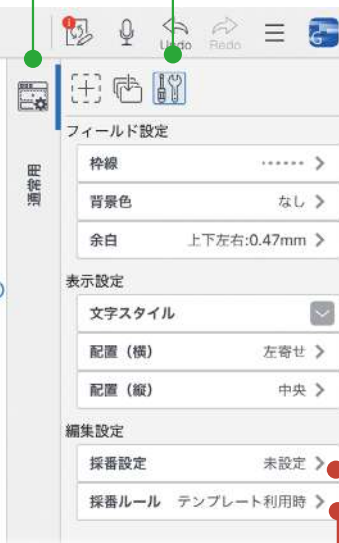 Undo Redo
通常用
フィールド設定
枠線
背景色 なし
余白 上下左右:0.47mm
表示設定
文字スタイル
配置（横） 左寄せ
配置（縦） 中央
編集設定
採番設定 未設定
採番ルール テンプレート利用時